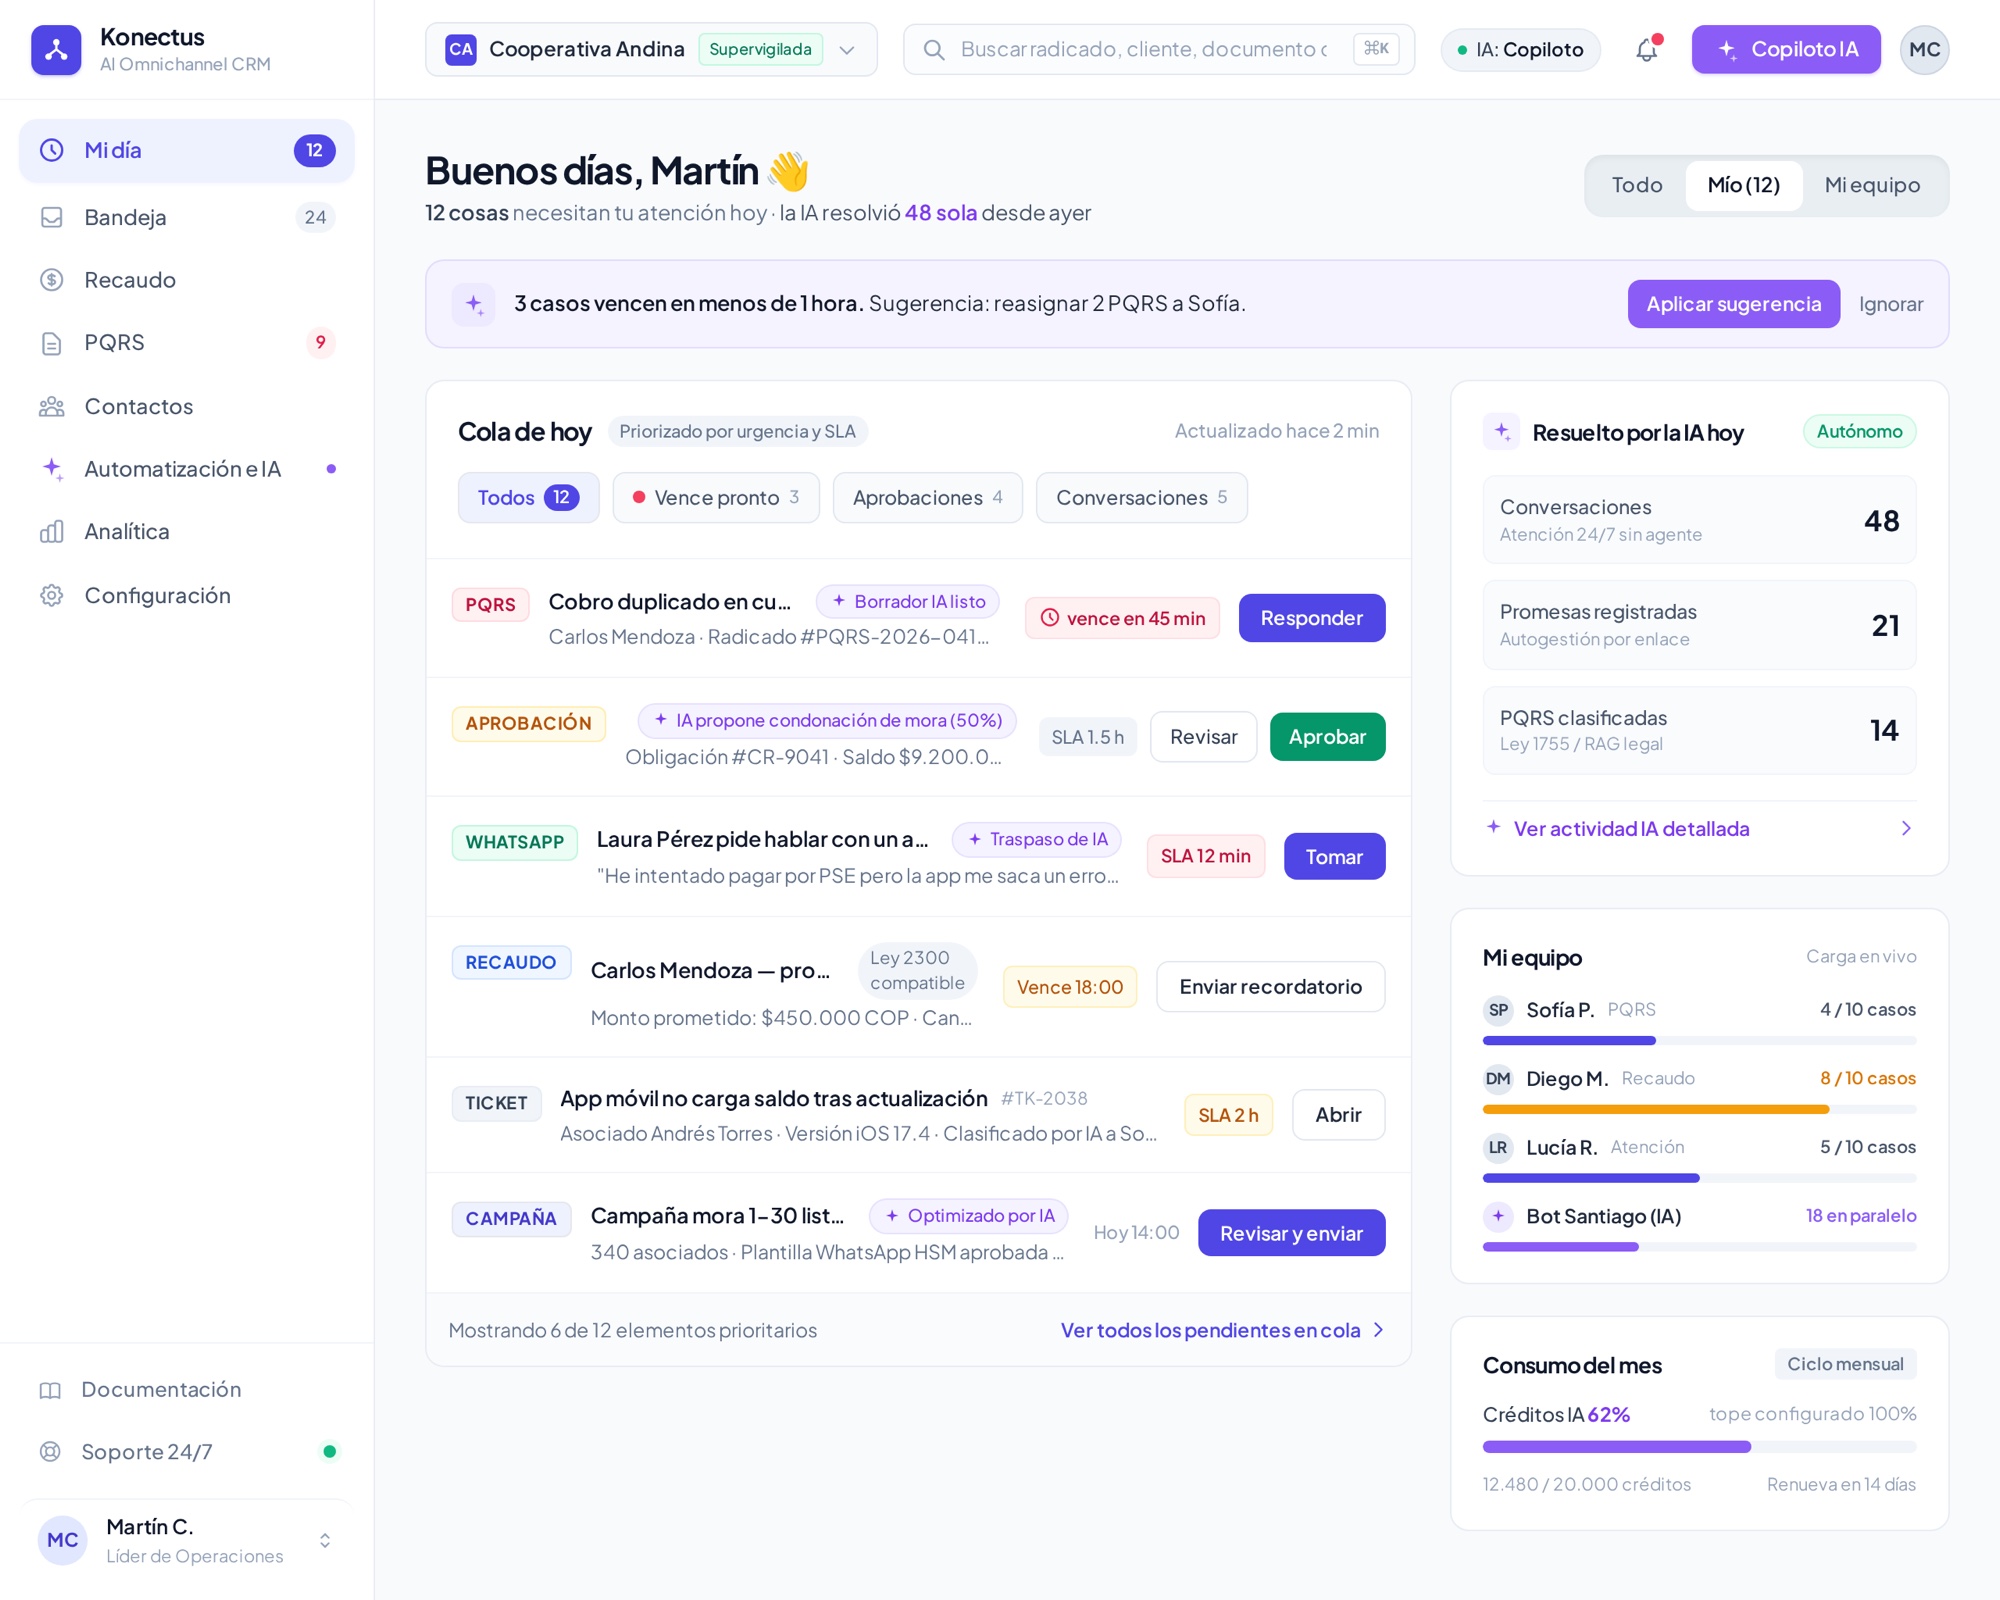 Konectus
AI Omnichannel CRM
Mi día 12
Bandeja 24
Recaudo
PQRS 9
Contactos
Automatización e IA
Analítica
Configuración
Documentación
Soporte 24/7
MC Martín C.
Líder de Operaciones
CA Cooperativa Andina Supervigilada
Buscar radicado, cliente, documento ⌘K
IA: Copiloto
Copiloto IA
MC
Buenos días, Martín 👋
12 cosas necesitan tu atención hoy · la IA resolvió 48 sola desde ayer
Todo Mío (12) Mi equipo
3 casos vencen en menos de 1 hora. Sugerencia: reasignar 2 PQRS a Sofía.
Aplicar sugerencia Ignorar
Cola de hoy Priorizado por urgencia y SLA Actualizado hace 2 min
Todos 12 Vence pronto 3 Aprobaciones 4 Conversaciones 5
PQRS Cobro duplicado en cu... Borrador IA listo
Carlos Mendoza · Radicado #PQRS-2026-041...
vence en 45 min Responder
APROBACIÓN IA propone condonación de mora (50%)
Obligación #CR-9041 · Saldo $9.200.0...
SLA 1.5 h Revisar Aprobar
WHATSAPP Laura Pérez pide hablar con un a... Traspaso de IA
"He intentado pagar por PSE pero la app me saca un erro...
SLA 12 min Tomar
RECAUDO Carlos Mendoza — pro... Ley 2300
compatible
Monto prometido: $450.000 COP · Can...
Vence 18:00 Enviar recordatorio
TICKET App móvil no carga saldo tras actualización #TK-2038
Asociado Andrés Torres · Versión iOS 17.4 · Clasificado por IA a So...
SLA 2 h Abrir
CAMPAÑA Campaña mora 1-30 list... Optimizado por IA
340 asociados · Plantilla WhatsApp HSM aprobada ...
Hoy 14:00 Revisar y enviar
Mostrando 6 de 12 elementos prioritarios Ver todos los pendientes en cola
Resuelto por la IA hoy Autónomo
Conversaciones
Atención 24/7 sin agente
48
Promesas registradas
Autogestión por enlace
21
PQRS clasificadas
Ley 1755 / RAG legal
14
Ver actividad IA detallada
Mi equipo Carga en vivo
SP Sofía P. PQRS 4 / 10 casos
DM Diego M. Recaudo 8 / 10 casos
LR Lucía R. Atención 5 / 10 casos
Bot Santiago (IA) 18 en paralelo
Consumo del mes Ciclo mensual
Créditos IA 62% tope configurado 100%
12.480 / 20.000 créditos Renueva en 14 días